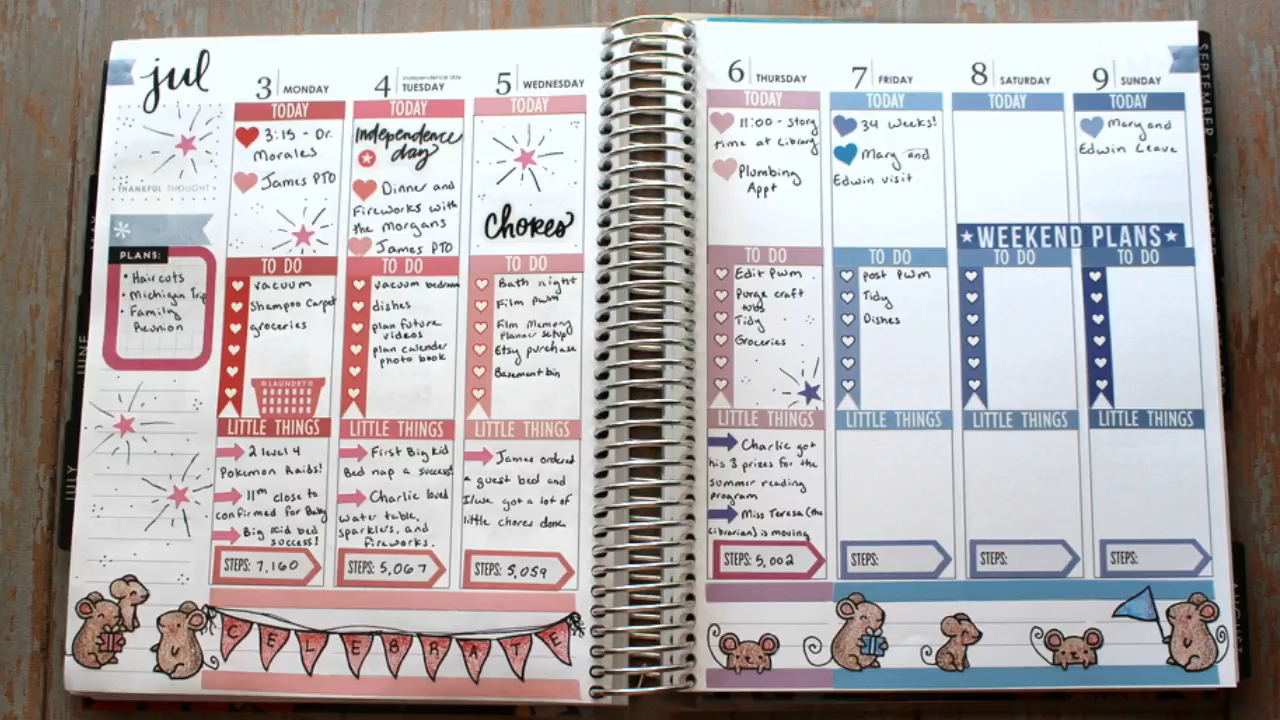 jul
THANKFUL THOUGHT
PLANS:
• Haircuts
• Michigan Trip
• Family
Reunion
3 MONDAY
TODAY
3:15 - Dr.
Morales
James PTO
TO DO
vacuum
Shampoo Carpet
groceries
LAUNDRY
LITTLE THINGS
2 level 4
Pokemon Raids!
11am close to
confirmed for Baby
Big kid bed
success!
STEPS: 7,160
4 independence day
TUESDAY
TODAY
Independence
day
Dinner and
Fireworks with
the Morgans
James PTO
TO DO
vacuum bedroom
dishes
plan future
videos
plan calender
photo book
LITTLE THINGS
First Big kid
Bed nap a success!
Charlie loved
water table,
sparklers, and
fireworks.
STEPS: 5,067
5 WEDNESDAY
TODAY
Chores
TO DO
Bath night
Film PWM
Film Memory
Planner setup
Etsy purchase
Basement bin
LITTLE THINGS
James ordered
a guest bed and
I/we got a lot of
little chores done.
STEPS: 5,059
CELEBRATE
6 THURSDAY
TODAY
11:00 - story
time at Library
Plumbing
Appt
TO DO
Edit PWM
Purge craft
tubs
Tidy
Groceries
LITTLE THINGS
Charlie got
his 3 prizes for the
summer reading
program
Miss Teresa (the
librarian) is moving
STEPS: 5,002
7 FRIDAY
TODAY
34 Weeks!
Mary and
Edwin visit
TO DO
post PWM
Tidy
Dishes
LITTLE THINGS
STEPS:
8 SATURDAY
TODAY
WEEKEND PLANS
TO DO
LITTLE THINGS
STEPS:
9 SUNDAY
TODAY
Mary and
Edwin Leave
TO DO
LITTLE THINGS
STEPS:
MAY
JUNE
JULY
SEPTEMBER